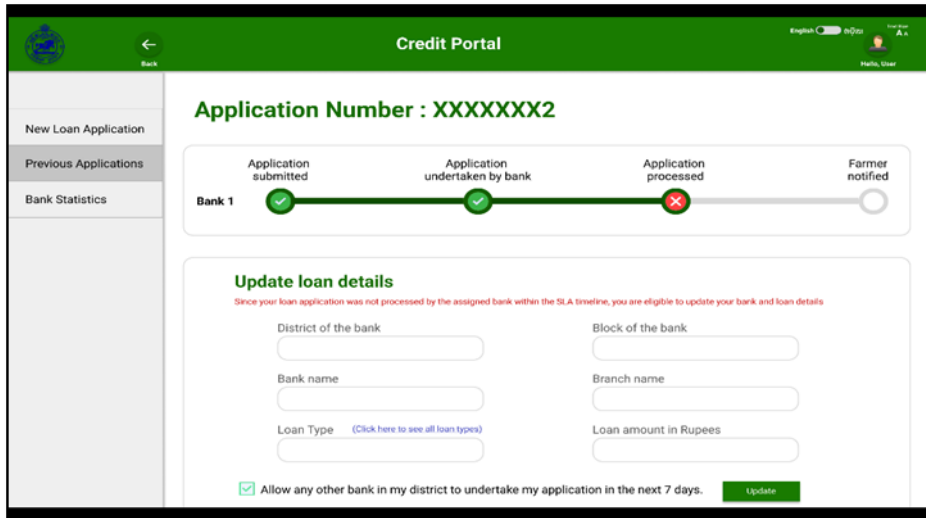 Credit Portal
English ଓଡ଼ିଆ
A A
Back
Hello, User
New Loan Application
Previous Applications
Bank Statistics
Application Number : XXXXXXX2
Application submitted
Application undertaken by bank
Application processed
Farmer notified
Bank 1
Update loan details
Since your loan application was not processed by the assigned bank within the SLA timeline, you are eligible to update your bank and loan details
District of the bank
Block of the bank
Bank name
Branch name
Loan Type (Click here to see all loan types)
Loan amount in Rupees
Allow any other bank in my district to undertake my application in the next 7 days.
Update